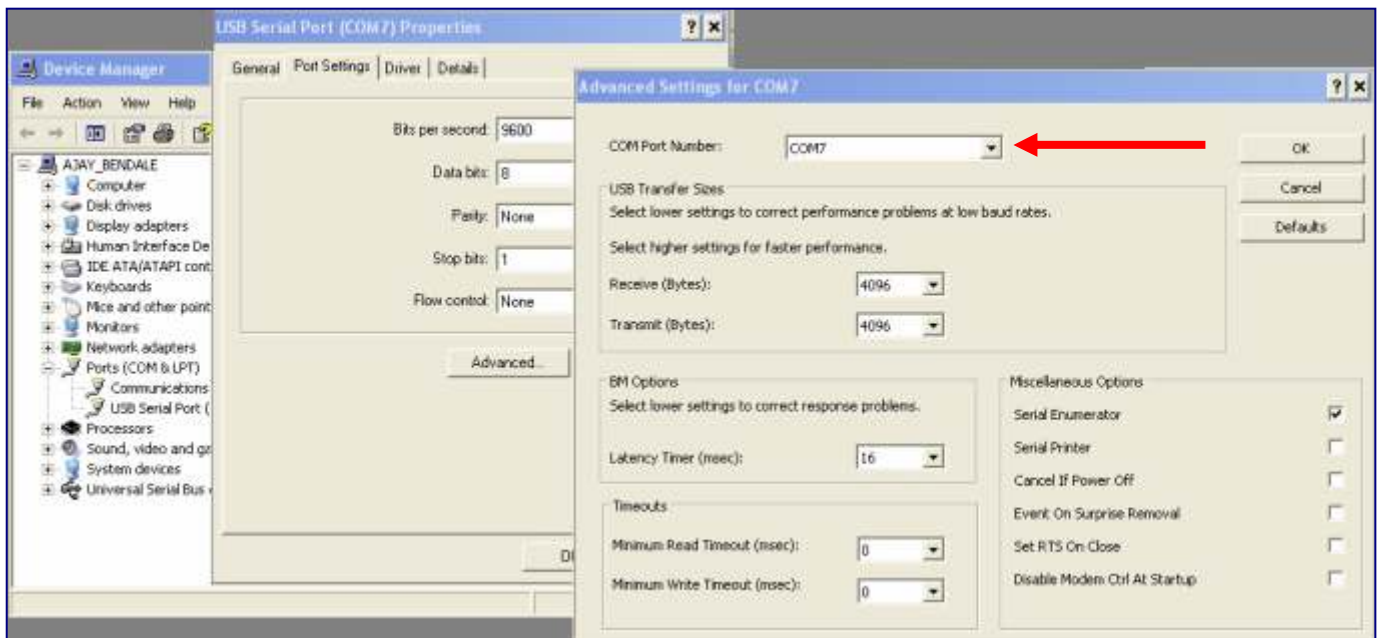 USB Serial Port (COM7) Properties
Device Manager
File Action View Help
AJAY_BENDALE
Computer
Disk drives
Display adapters
Human Interface De
IDE ATA/ATAPI cont
Keyboards
Mice and other point
Monitors
Network adapters
Ports (COM & LPT)
Communications
USB Serial Port (
Processors
Sound, video and ga
System devices
Universal Serial Bus
General Port Settings Driver Details
Bits per second: 9600
Data bits: 8
Parity: None
Stop bits: 1
Flow control: None
Advanced...
Advanced Settings for COM7
COM Port Number: COM7
OK
Cancel
Defaults
USB Transfer Sizes
Select lower settings to correct performance problems at low baud rates.
Select higher settings for faster performance.
Receive (Bytes): 4096
Transmit (Bytes): 4096
BM Options
Select lower settings to correct response problems.
Latency Timer (msec): 16
Timeouts
Minimum Read Timeout (msec): 0
Minimum Write Timeout (msec): 0
Miscellaneous Options
Serial Enumerator
Serial Printer
Cancel If Power Off
Event On Surprise Removal
Set RTS On Close
Disable Modem Ctrl At Startup